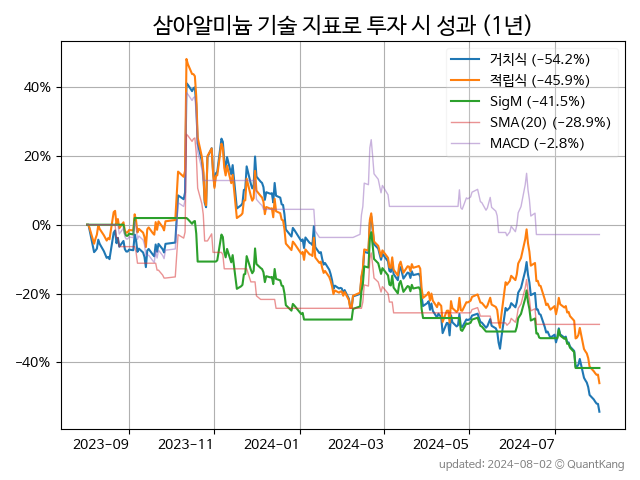 삼아알미늄 기술 지표로 투자 시 성과 (1년)
거치식 (−54.2%)
적립식 (−45.9%)
SigM (−41.5%)
SMA(20) (−28.9%)
MACD (−2.8%)
40%
20%
0%
−20%
−40%
2023-09 2023-11 2024-01 2024-03 2024-05 2024-07
updated: 2024-08-02 © QuantKang